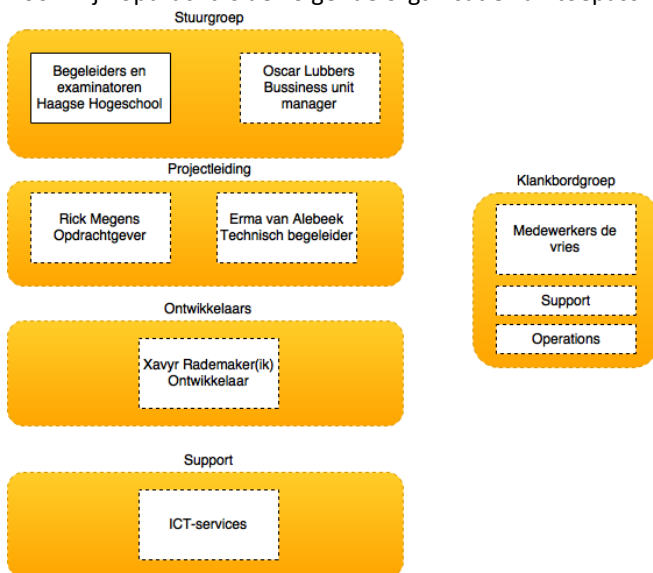 Stuurgroep
Begeleiders en
examinatoren
Haagse Hogeschool
Oscar Lubbers
Bussiness unit
manager
Projectleiding
Rick Megens
Opdrachtgever
Erma van Alebeek
Technisch begeleider
Klankbordgroep
Medewerkers de
vries
Support
Operations
Ontwikkelaars
Xavyr Rademaker(ik)
Ontwikkelaar
Support
ICT-services